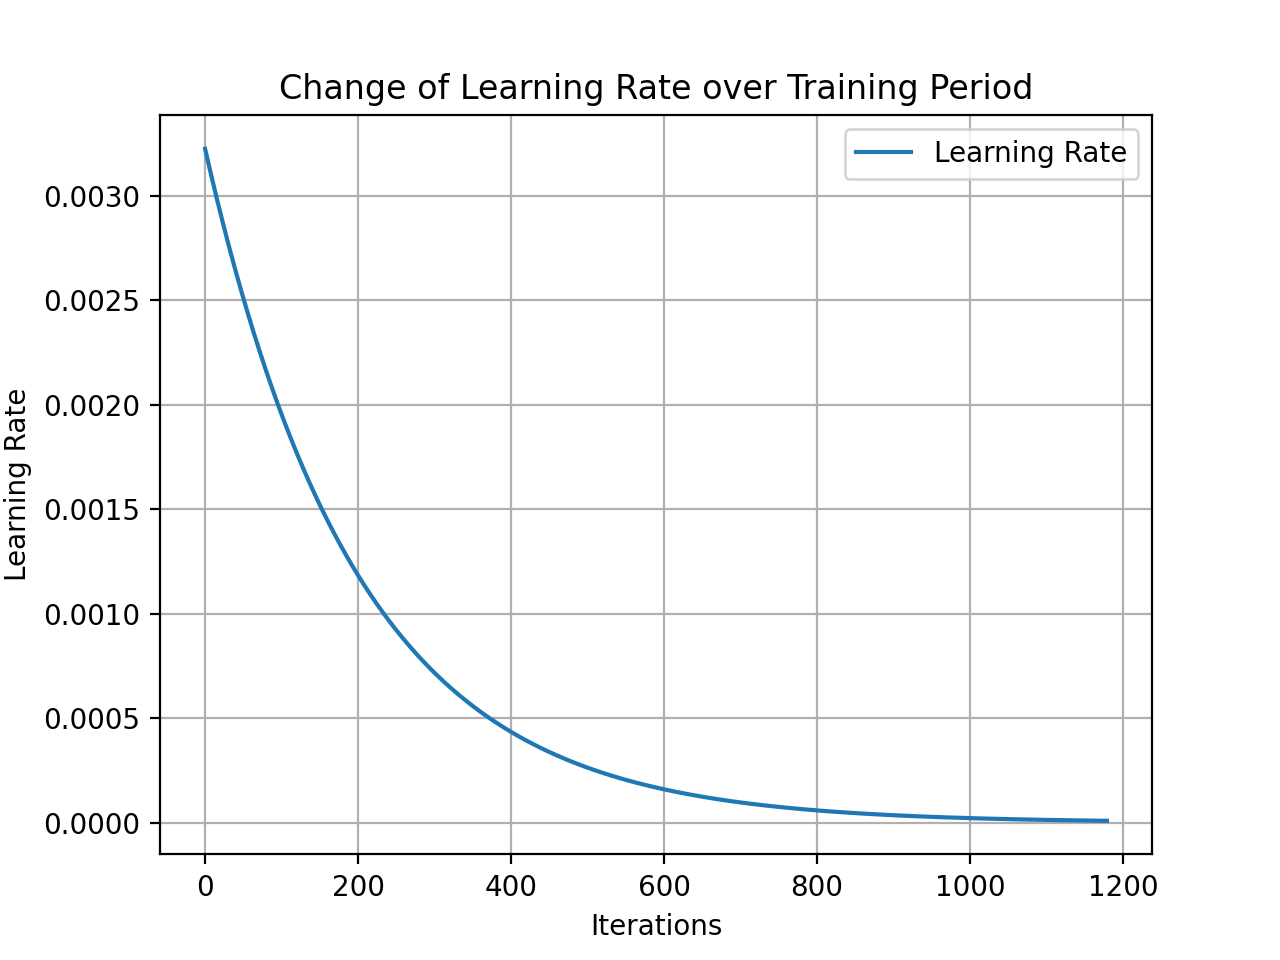 Change of Learning Rate over Training Period
Learning Rate
0.0030
0.0025
0.0020
0.0015
0.0010
0.0005
0.0000
Learning Rate
0 200 400 600 800 1000 1200
Iterations